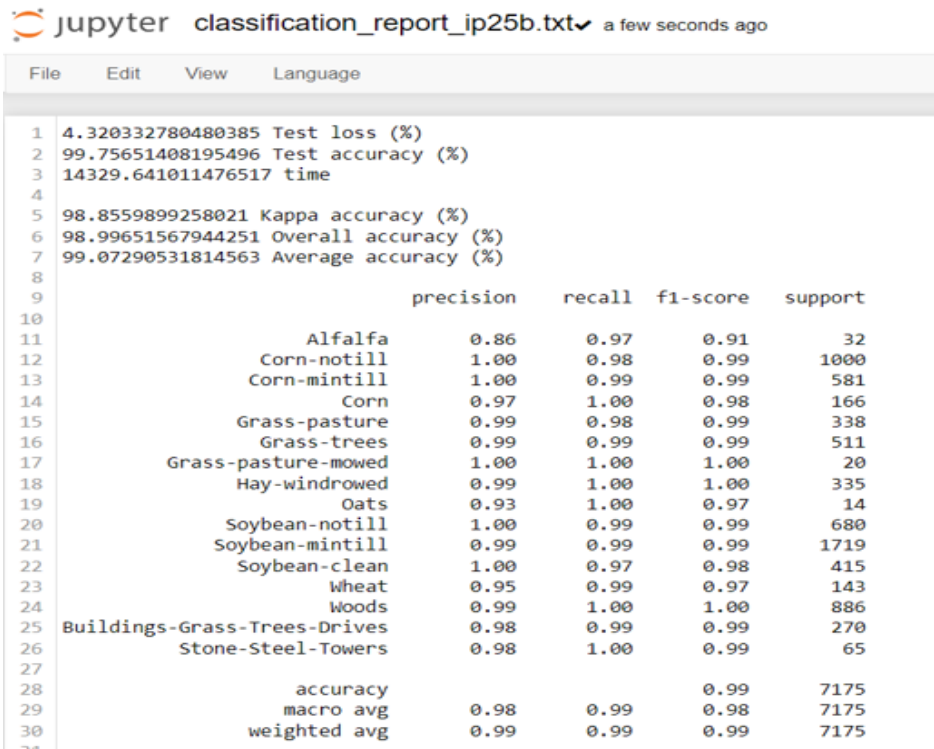 jupyter classification_report_ip25b.txt✔ a few seconds ago
File Edit View Language
1 4.320332780480385 Test loss (%)
2 99.75651408195496 Test accuracy (%)
3 14329.641011476517 time
4
5 98.8559899258021 Kappa accuracy (%)
6 98.99651567944251 Overall accuracy (%)
7 99.07290531814563 Average accuracy (%)
8
9 precision recall f1-score support
10
11 Alfalfa 0.86 0.97 0.91 32
12 Corn-notill 1.00 0.98 0.99 1000
13 Corn-mintill 1.00 0.99 0.99 581
14 Corn 0.97 1.00 0.98 166
15 Grass-pasture 0.99 0.98 0.99 338
16 Grass-trees 0.99 0.99 0.99 511
17 Grass-pasture-mowed 1.00 1.00 1.00 20
18 Hay-windrowed 0.99 1.00 1.00 335
19 Oats 0.93 1.00 0.97 14
20 Soybean-notill 1.00 0.99 0.99 680
21 Soybean-mintill 0.99 0.99 0.99 1719
22 Soybean-clean 1.00 0.97 0.98 415
23 Wheat 0.95 0.99 0.97 143
24 Woods 0.99 1.00 1.00 886
25 Buildings-Grass-Trees-Drives 0.98 0.99 0.99 270
26 Stone-Steel-Towers 0.98 1.00 0.99 65
27
28 accuracy 0.99 7175
29 macro avg 0.98 0.99 0.98 7175
30 weighted avg 0.99 0.99 0.99 7175